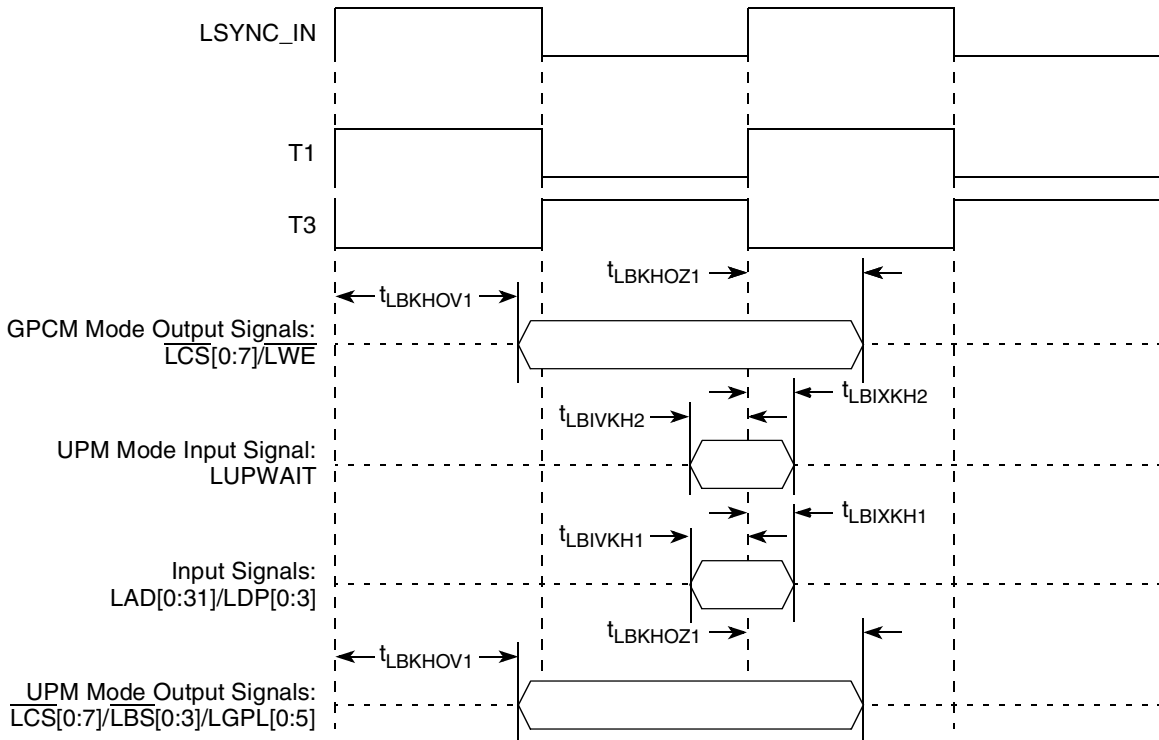 LSYNC_IN
T1
T3
tLBKHOZ1
tLBKHOV1
GPCM Mode Output Signals:
LCS[0:7]/LWE
tLBIXKH2
tLBIVKH2
UPM Mode Input Signal:
LUPWAIT
tLBIXKH1
tLBIVKH1
Input Signals:
LAD[0:31]/LDP[0:3]
tLBKHOZ1
tLBKHOV1
UPM Mode Output Signals:
LCS[0:7]/LBS[0:3]/LGPL[0:5]